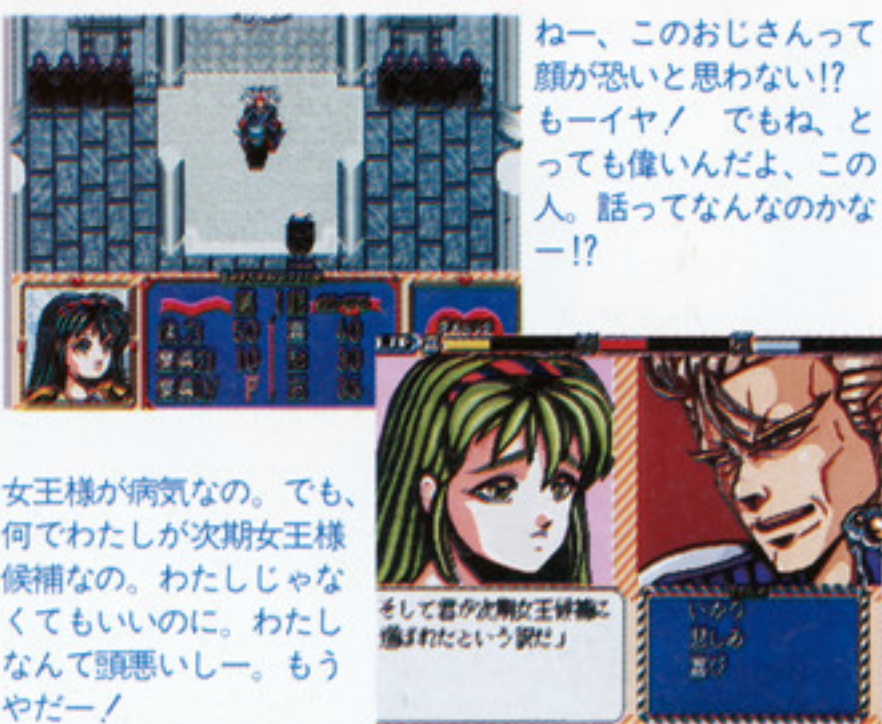 ねー、このおじさんって
顔が恐いと思わない!?
もーイヤ！　でもね、と
っても偉いんだよ、この
人。話ってなんなのかな
ー!?
女王様が病気なの。でも、
何でわたしが次期女王様
候補なの。わたしじゃな
くてもいいのに。わたし
なんて頭悪いしー。もう
やだー！
そして君が次期女王候補に
選ばれたという訳だ」
いかり
悲しみ
喜び